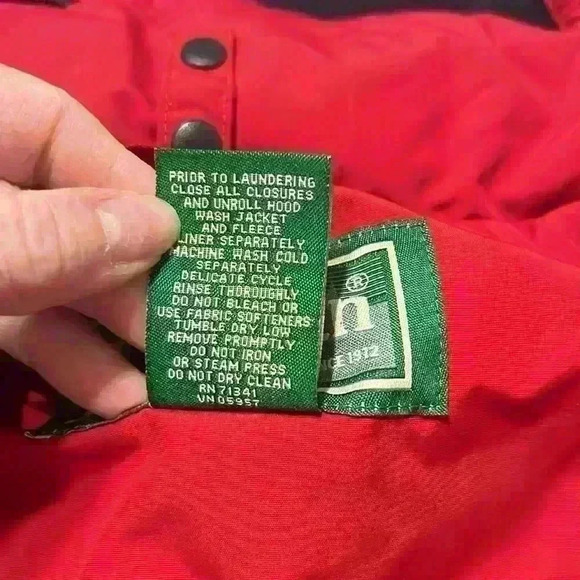 PRIOR TO LAUNDERING
CLOSE ALL CLOSURES
AND UNROLL HOOD
WASH JACKET
AND FLEECE
LINER SEPARATELY
MACHINE WASH COLD
SEPARATELY
DELICATE CYCLE
RINSE THOROUGHLY
DO NOT BLEACH OR
USE FABRIC SOFTENERS
TUMBLE DRY LOW
REMOVE PROMPTLY
DO NOT IRON
OR STEAM PRESS
DO NOT DRY CLEAN
RN 71341
VN 05957
®
1912